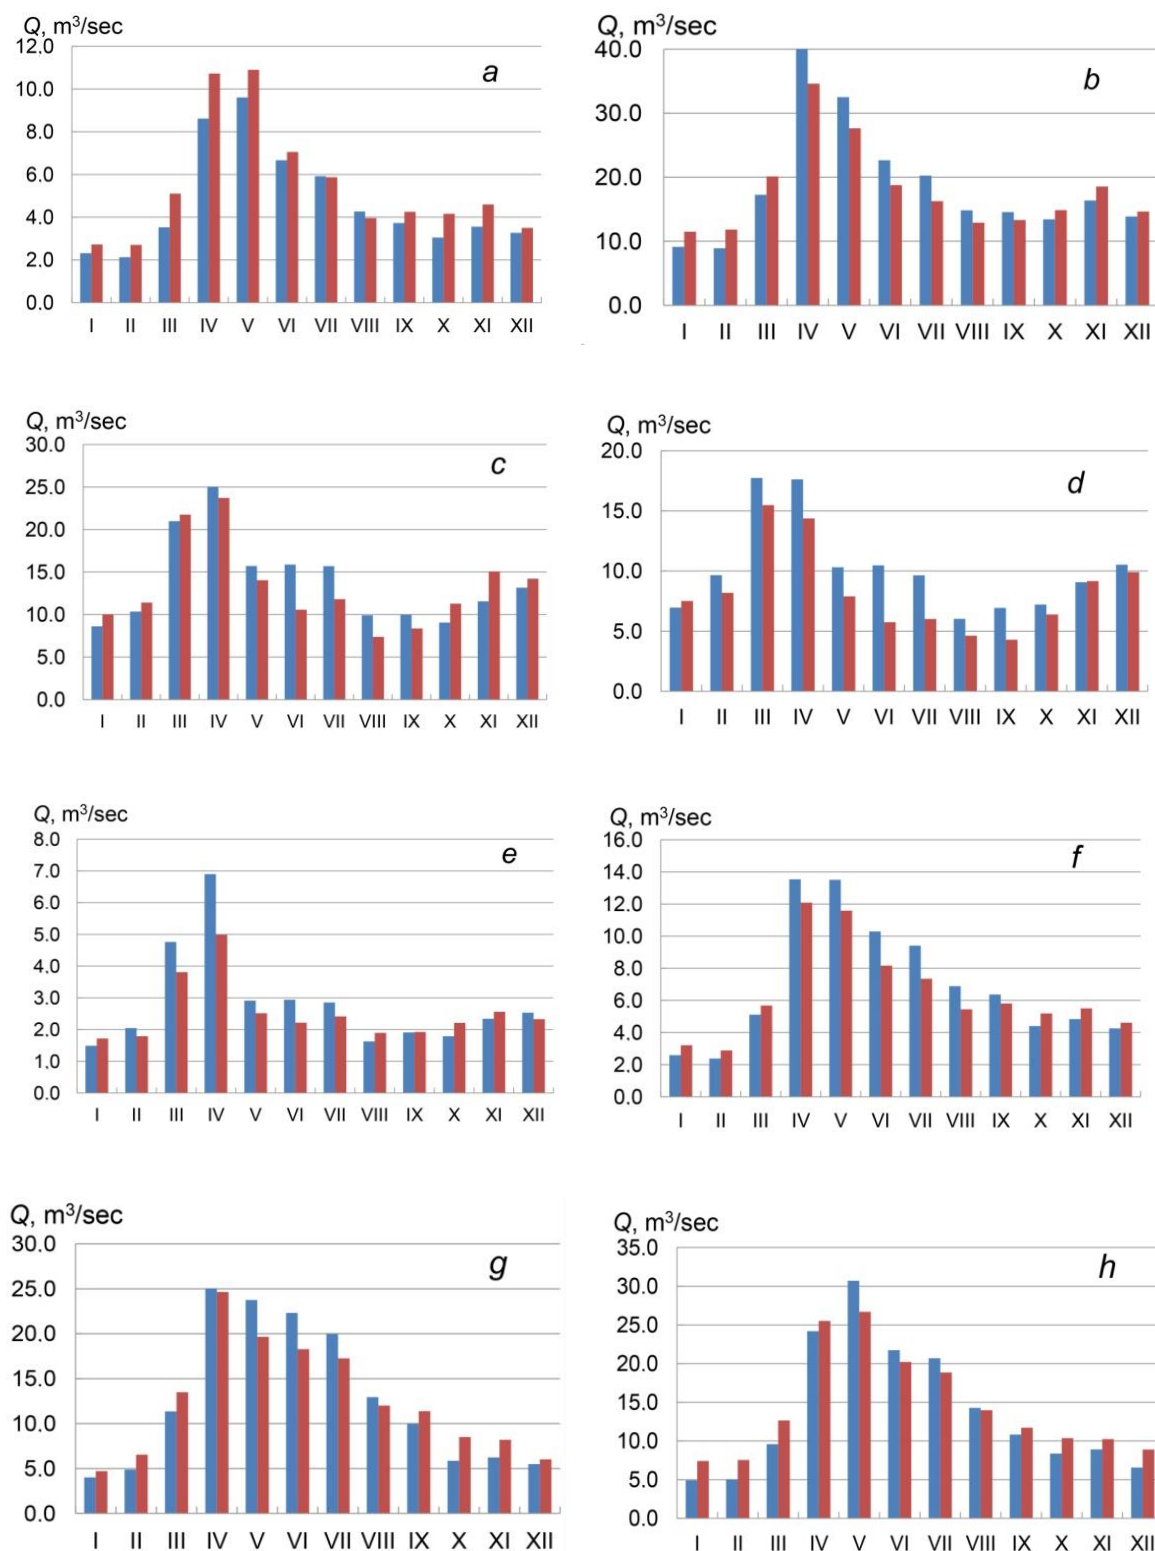 Q, m³/sec
a
12.0
10.0
8.0
6.0
4.0
2.0
0.0
I II III IV V VI VII VIII IX X XI XII
Q, m³/sec
b
40.0
30.0
20.0
10.0
0.0
I II III IV V VI VII VIII IX X XI XII
Q, m³/sec
c
30.0
25.0
20.0
15.0
10.0
5.0
0.0
I II III IV V VI VII VIII IX X XI XII
Q, m³/sec
d
20.0
15.0
10.0
5.0
0.0
I II III IV V VI VII VIII IX X XI XII
Q, m³/sec
e
8.0
7.0
6.0
5.0
4.0
3.0
2.0
1.0
0.0
I II III IV V VI VII VIII IX X XI XII
Q, m³/sec
f
16.0
14.0
12.0
10.0
8.0
6.0
4.0
2.0
0.0
I II III IV V VI VII VIII IX X XI XII
Q, m³/sec
g
30.0
25.0
20.0
15.0
10.0
5.0
0.0
I II III IV V VI VII VIII IX X XI XII
Q, m³/sec
h
35.0
30.0
25.0
20.0
15.0
10.0
5.0
0.0
I II III IV V VI VII VIII IX X XI XII